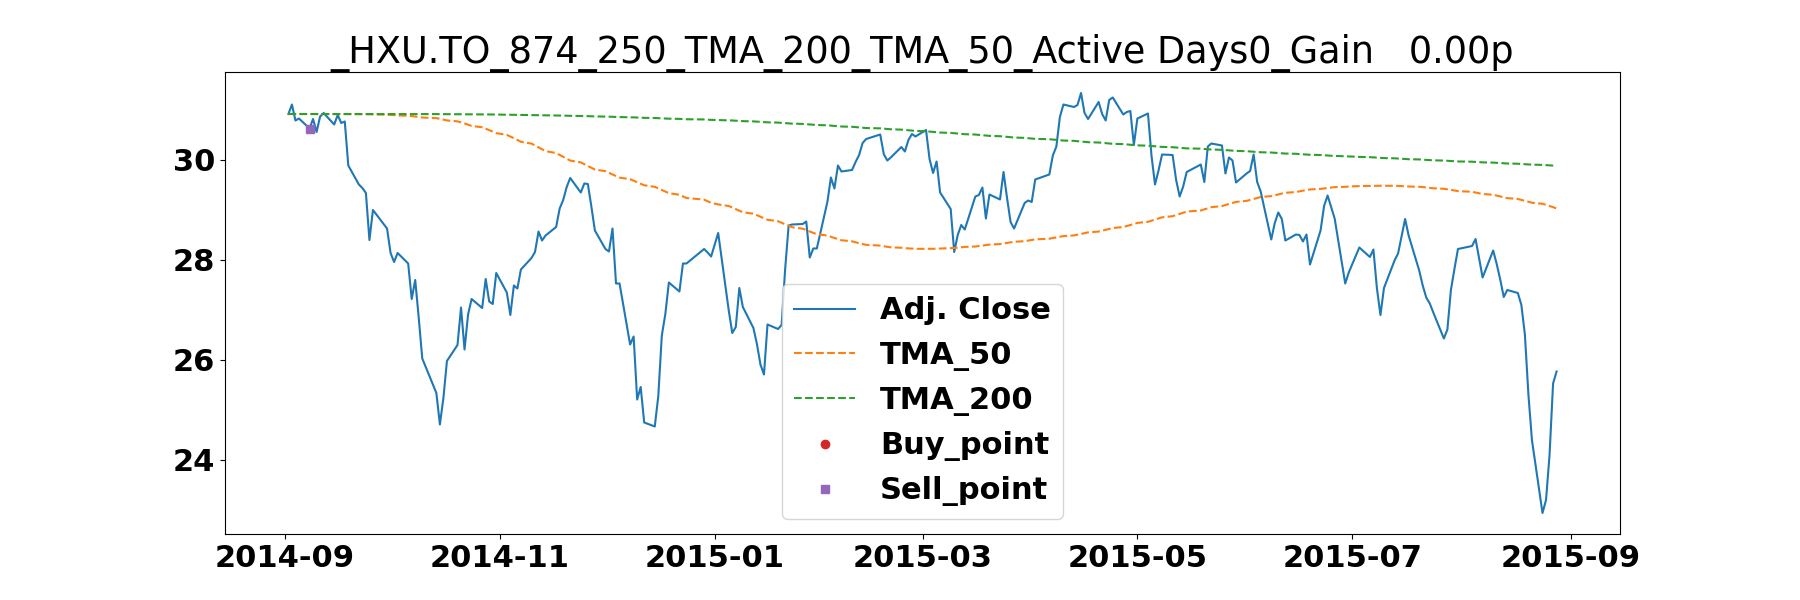 _HXU.TO_874_250_TMA_200_TMA_50_Active Days0_Gain   0.00p
30
28
26
24
Adj. Close
TMA_50
TMA_200
Buy_point
Sell_point
2014-09 2014-11 2015-01 2015-03 2015-05 2015-07 2015-09